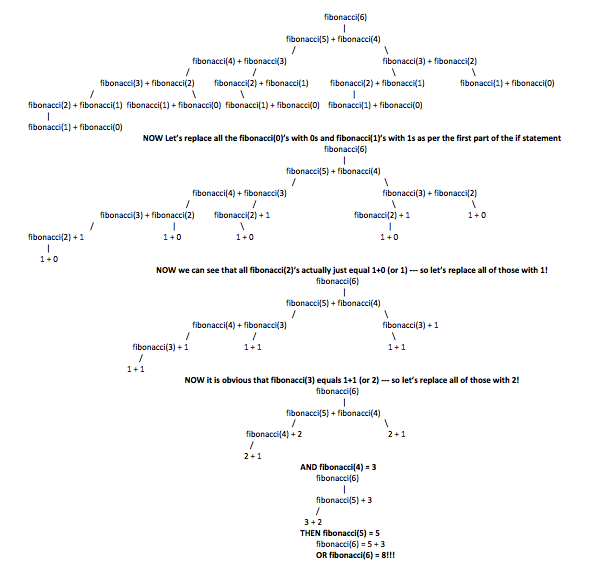 fibonacci(6)
|
fibonacci(5) + fibonacci(4)
/ \
fibonacci(4) + fibonacci(3) fibonacci(3) + fibonacci(2)
/ / \ \
fibonacci(3) + fibonacci(2) fibonacci(2) + fibonacci(1) fibonacci(2) + fibonacci(1) fibonacci(1) + fibonacci(0)
/ \ \ |
fibonacci(2) + fibonacci(1) fibonacci(1) + fibonacci(0) fibonacci(1) + fibonacci(0) fibonacci(1) + fibonacci(0)
|
fibonacci(1) + fibonacci(0)
NOW Let's replace all the fibonacci(0)'s with 0s and fibonacci(1)'s with 1s as per the first part of the if statement
fibonacci(6)
|
fibonacci(5) + fibonacci(4)
/ \
fibonacci(4) + fibonacci(3) fibonacci(3) + fibonacci(2)
/ / \ \
fibonacci(3) + fibonacci(2) fibonacci(2) + 1 fibonacci(2) + 1 1 + 0
/ | \ |
fibonacci(2) + 1 1 + 0 1 + 0 1 + 0
|
1 + 0
NOW we can see that all fibonacci(2)'s actually just equal 1+0 (or 1) --- so let's replace all of those with 1!
fibonacci(6)
|
fibonacci(5) + fibonacci(4)
/ \
fibonacci(4) + fibonacci(3) fibonacci(3) + 1
/ / \
fibonacci(3) + 1 1 + 1 1 + 1
/
1 + 1
NOW it is obvious that fibonacci(3) equals 1+1 (or 2) --- so let's replace all of those with 2!
fibonacci(6)
|
fibonacci(5) + fibonacci(4)
/ \
fibonacci(4) + 2 2 + 1
/
2 + 1
AND fibonacci(4) = 3
fibonacci(6)
|
fibonacci(5) + 3
/
3 + 2
THEN fibonacci(5) = 5
fibonacci(6) = 5 + 3
OR fibonacci(6) = 8!!!